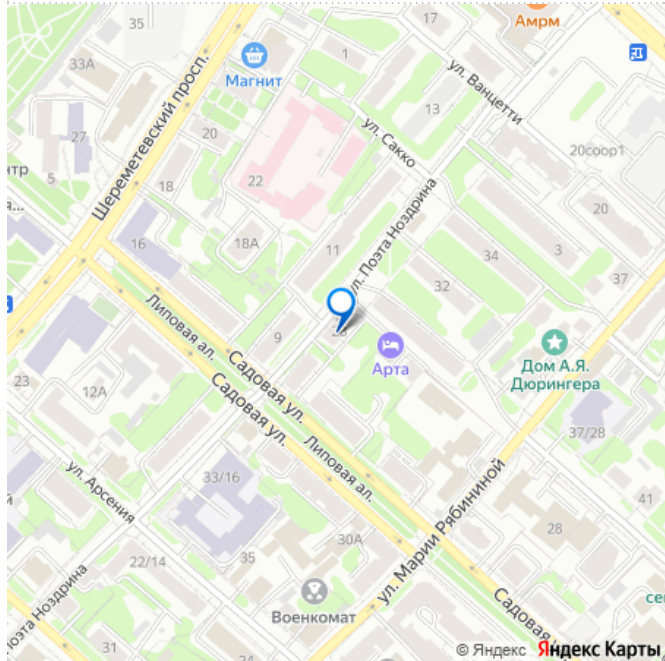 35
Амрм
1
33А
Магнит
ул. Ванцетти
13
Шереметевский просп.
20
ул. Сакко
27
20соор1
5
22
18
20
16
18А
11
ул. Поэта Ноздрина
34
3
32
37
Липовая ал.
9
Арта
Дом А.Я.
Дюрингера
23
12А
Садовая ул.
Садовая ул.
Липовая ал.
37/28
ул. Арсения
33/16
41
ул. Марии Рябининой
28
22/14
35
30А
Военкомат
Поэта Ноздрина
31
34
Садовая
© Яндекс Яндекс Карты